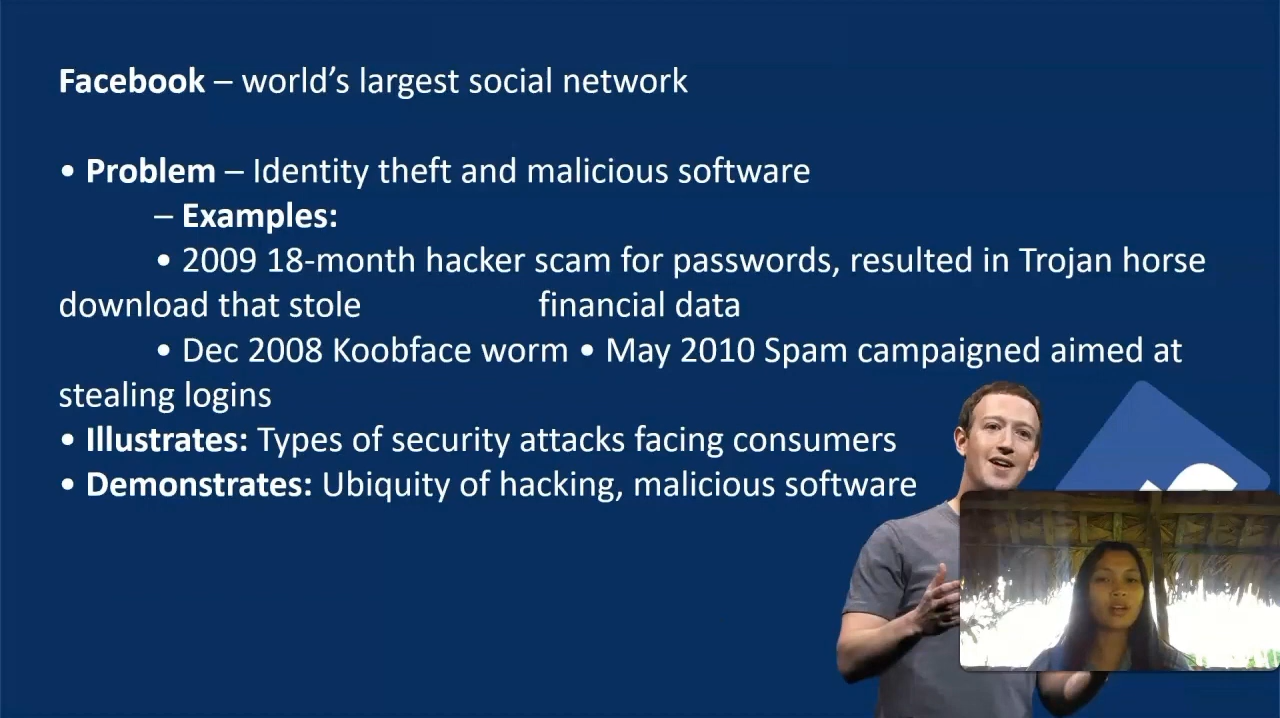 Facebook – world's largest social network
• Problem – Identity theft and malicious software
– Examples:
• 2009 18-month hacker scam for passwords, resulted in Trojan horse
download that stole financial data
• Dec 2008 Koobface worm • May 2010 Spam campaigned aimed at
stealing logins
• Illustrates: Types of security attacks facing consumers
• Demonstrates: Ubiquity of hacking, malicious software